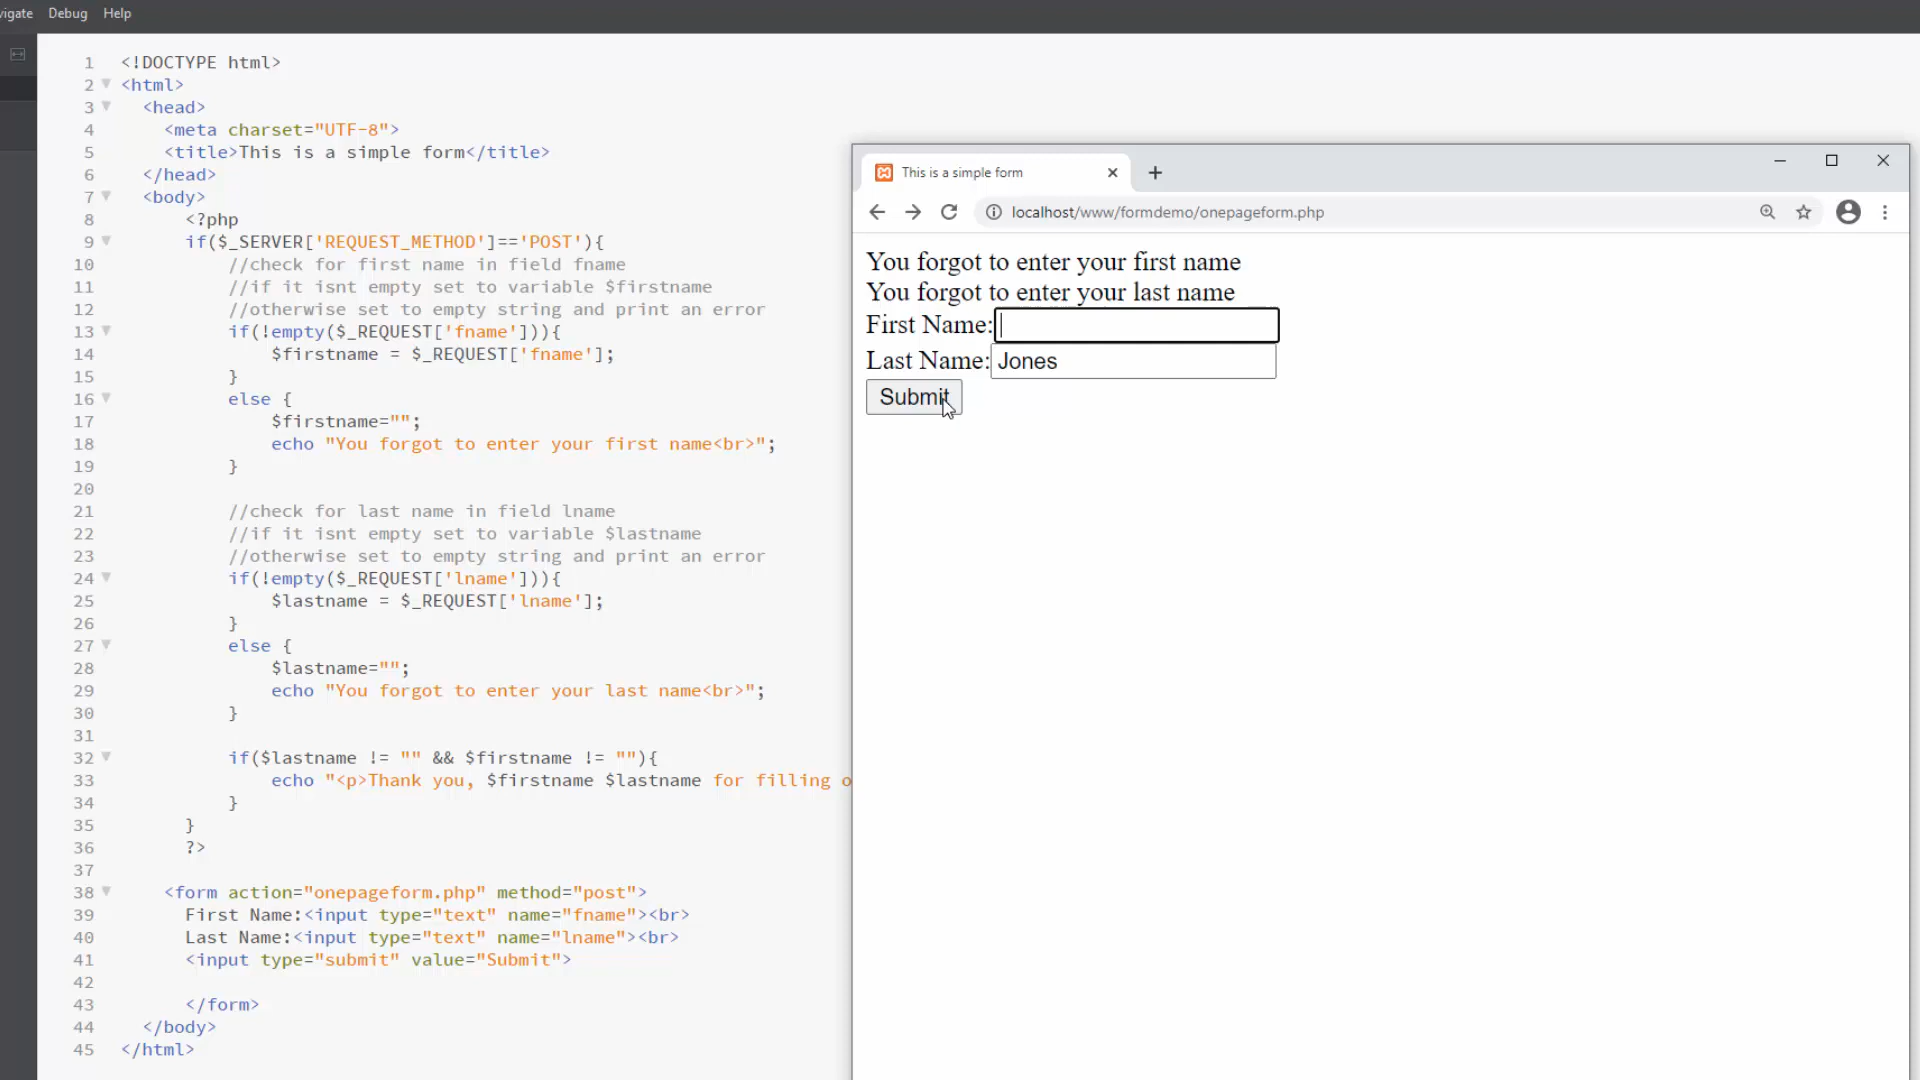 vigate Debug Help
1 <!DOCTYPE html>
2 <html>
3 <head>
4 <meta charset="UTF-8">
5 <title>This is a simple form</title>
6 </head>
7 <body>
8 <?php
9 if($_SERVER['REQUEST_METHOD']=='POST'){
10 //check for first name in field fname
11 //if it isnt empty set to variable $firstname
12 //otherwise set to empty string and print an error
13 if(!empty($_REQUEST['fname'])){
14 $firstname = $_REQUEST['fname'];
15 }
16 else {
17 $firstname="";
18 echo "You forgot to enter your first name<br>";
19 }
20
21 //check for last name in field lname
22 //if it isnt empty set to variable $lastname
23 //otherwise set to empty string and print an error
24 if(!empty($_REQUEST['lname'])){
25 $lastname = $_REQUEST['lname'];
26 }
27 else {
28 $lastname="";
29 echo "You forgot to enter your last name<br>";
30 }
31
32 if($lastname != "" && $firstname != ""){
33 echo "<p>Thank you, $firstname $lastname for filling o
34 }
35 }
36 ?>
37
38 <form action="onepageform.php" method="post">
39 First Name:<input type="text" name="fname"><br>
40 Last Name:<input type="text" name="lname"><br>
41 <input type="submit" value="Submit">
42
43 </form>
44 </body>
45 </html>
This is a simple form
localhost/www/formdemo/onepageform.php
You forgot to enter your first name
You forgot to enter your last name
First Name:
Last Name: Jones
Submit